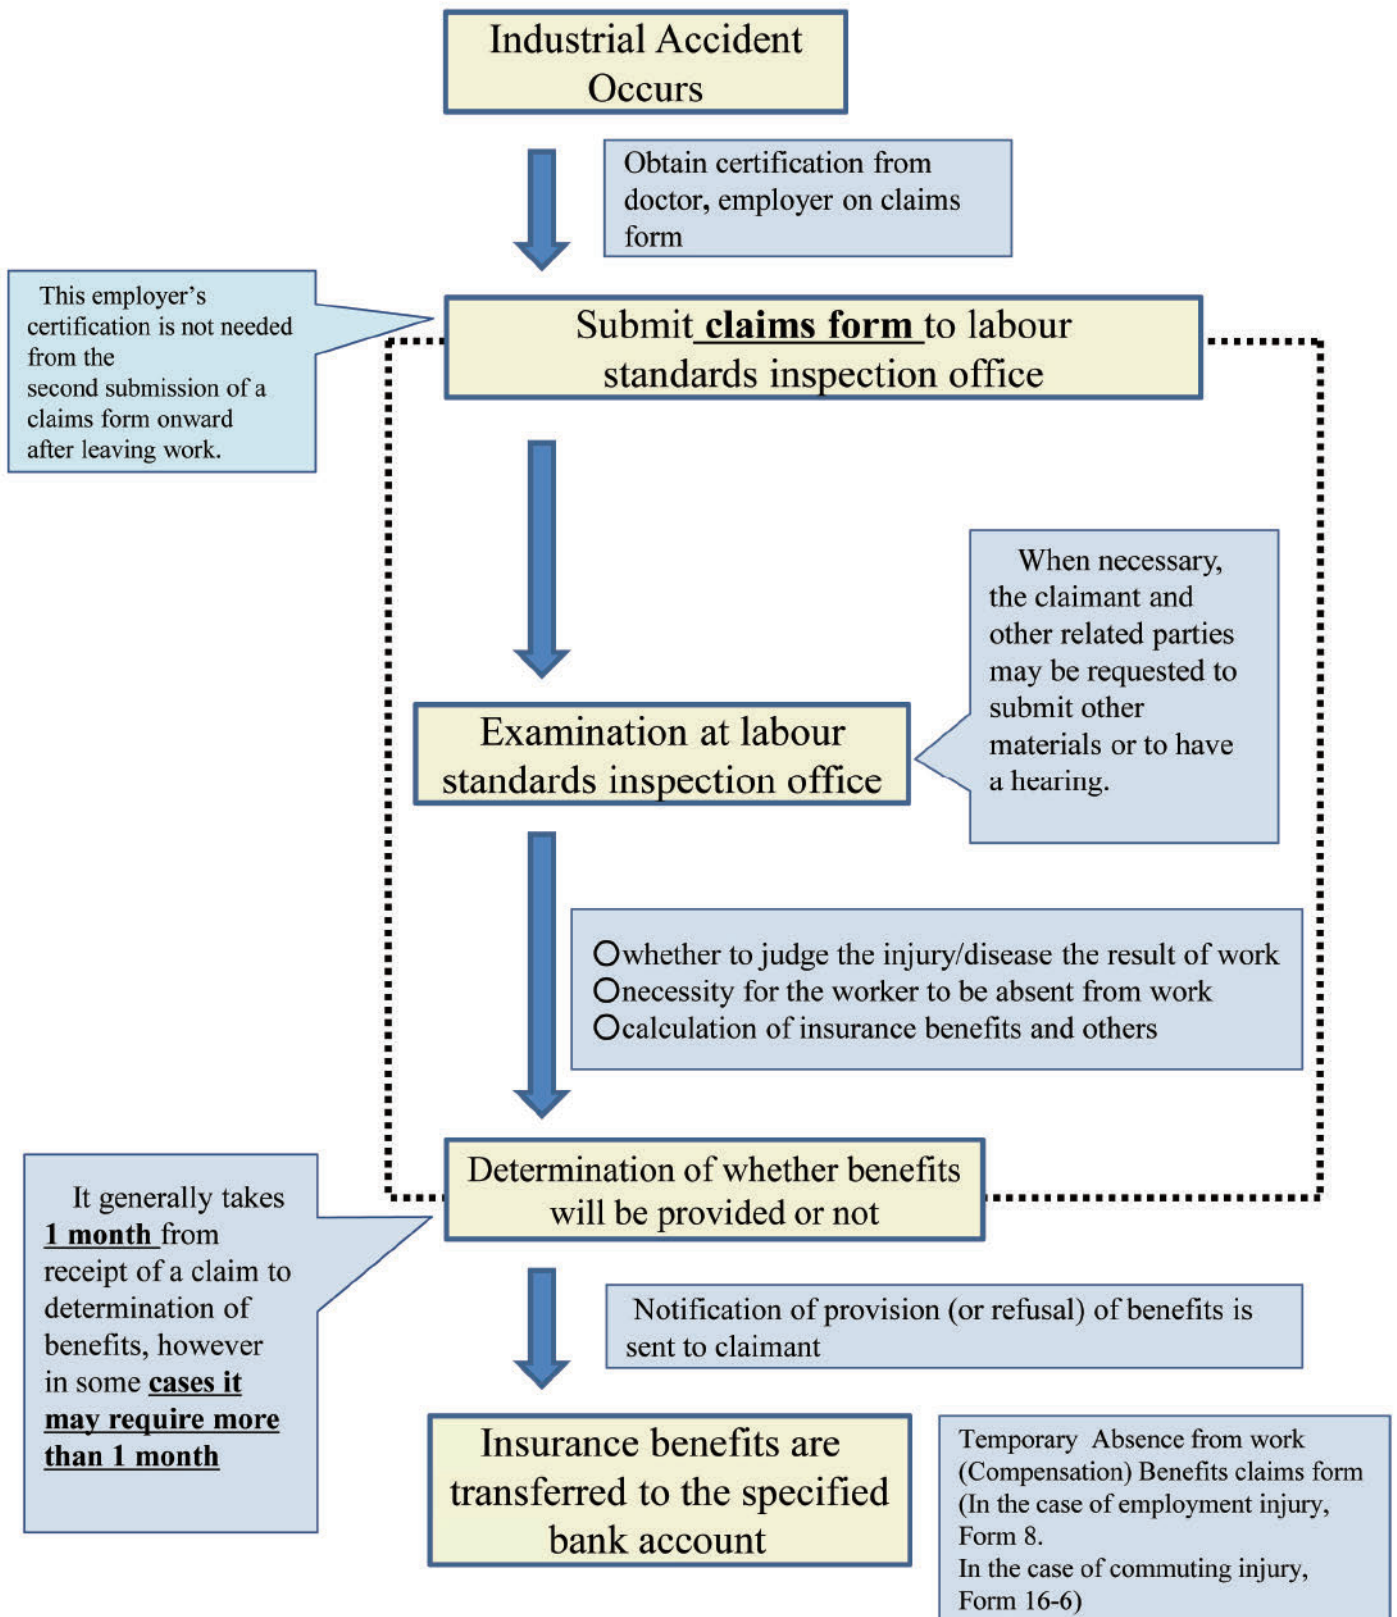 Industrial Accident
Occurs
Obtain certification from
doctor, employer on claims
form
This employer's
certification is not needed
from the
second submission of a
claims form onward
after leaving work.
Submit claims form to labour
standards inspection office
When necessary,
the claimant and
other related parties
may be requested to
submit other
materials or to have
a hearing.
Examination at labour
standards inspection office
○whether to judge the injury/disease the result of work
○necessity for the worker to be absent from work
○calculation of insurance benefits and others
Determination of whether benefits
will be provided or not
It generally takes
1 month from
receipt of a claim to
determination of
benefits, however
in some cases it
may require more
than 1 month
Notification of provision (or refusal) of benefits is
sent to claimant
Insurance benefits are
transferred to the specified
bank account
Temporary Absence from work
(Compensation) Benefits claims form
(In the case of employment injury,
Form 8.
In the case of commuting injury,
Form 16-6)